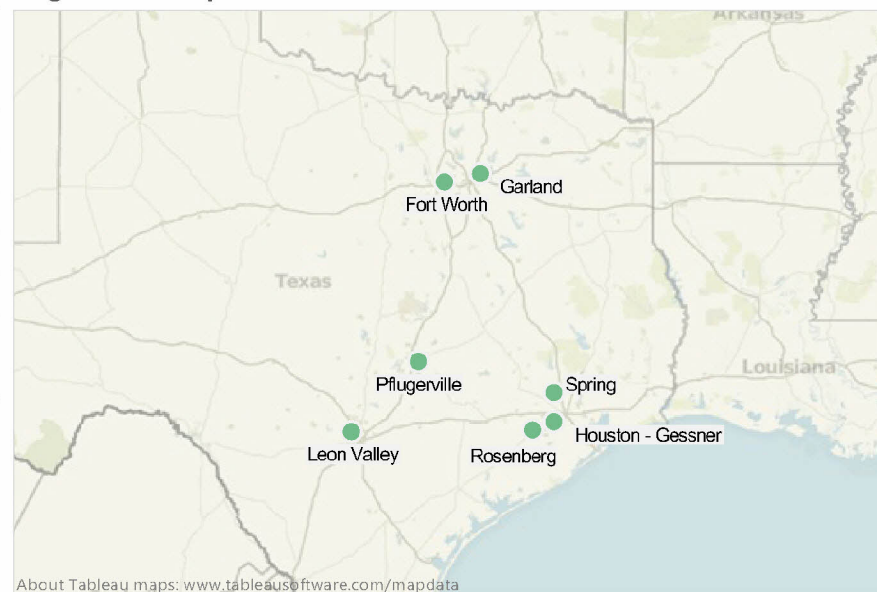 Arkansas
Garland
Fort Worth
Texas
Louisiana
Pflugerville
Spring
Houston - Gessner
Leon Valley
Rosenberg
About Tableau maps: www.tableausoftware.com/mapdata